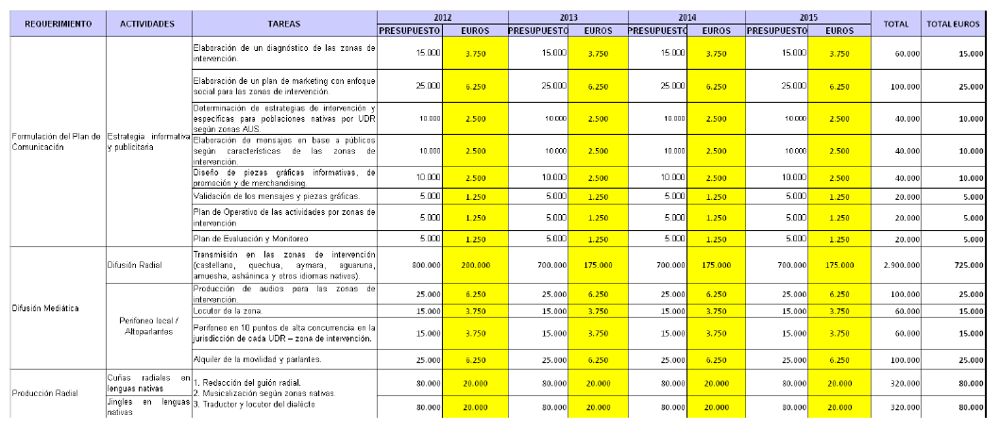 REQUERIMIENTO ACTIVIDADES TAREAS 2012 2013 2014 2015 TOTAL TOTAL EUROS
PRESUPUESTO EUROS PRESUPUESTO EUROS PRESUPUESTO EUROS PRESUPUESTO EUROS
Formulación del Plan de
Comunicación
Estrategia informativa
y publicitaria
Elaboración de un diagnóstico de las zonas de
intervención.
15.000 3.750 15.000 3.750 15.000 3.750 15.000 3.750 60.000 15.000
Elaboración de un plan de marketing con enfoque
social para las zonas de intervención.
25.000 6.250 25.000 6.250 25.000 6.250 25.000 6.250 100.000 25.000
Determinación de estrategias de intervención y
específicas para poblaciones nativas por UDR
según zonas AUS.
10.000 2.500 10.000 2.500 10.000 2.500 10.000 2.500 40.000 10.000
Elaboración de mensajes en base a públicos
según características de las zonas de
intervención.
10.000 2.500 10.000 2.500 10.000 2.500 10.000 2.500 40.000 10.000
Diseño de piezas gráficas informativas, de
promoción y de merchandising.
10.000 2.500 10.000 2.500 10.000 2.500 10.000 2.500 40.000 10.000
Validación de los mensajes y piezas gráficas.
5.000 1.250 5.000 1.250 5.000 1.250 5.000 1.250 20.000 5.000
Plan de Operativo de las actividades por zonas de
intervención
5.000 1.250 5.000 1.250 5.000 1.250 5.000 1.250 20.000 5.000
Plan de Evaluación y Monitoreo
5.000 1.250 5.000 1.250 5.000 1.250 5.000 1.250 20.000 5.000
Difusión Mediática
Difusión Radial
Transmisión en las zonas de intervención
(castellano, quechua, aymara, aguaruna,
amuesha, asháninca y otros idiomas nativos).
800.000 200.000 700.000 175.000 700.000 175.000 700.000 175.000 2.900.000 725.000
Perifoneo local /
Altoparlantes
Producción de audios para las zonas de
intervención.
25.000 6.250 25.000 6.250 25.000 6.250 25.000 6.250 100.000 25.000
Locutor de la zona.
15.000 3.750 15.000 3.750 15.000 3.750 15.000 3.750 60.000 15.000
Perifoneo en 10 puntos de alta concurrencia en la
jurisdicción de cada UDR – zona de intervención.
15.000 3.750 15.000 3.750 15.000 3.750 15.000 3.750 60.000 15.000
Alquiler de la movilidad y parlantes.
25.000 6.250 25.000 6.250 25.000 6.250 25.000 6.250 100.000 25.000
Producción Radial
Cuñas radiales en
lenguas nativas
1. Redacción del guión radial.
2. Musicalización según zonas nativas.
3. Traductor y locutor del dialécto
80.000 20.000 80.000 20.000 80.000 20.000 80.000 20.000 320.000 80.000
Jingles en lenguas
nativas
80.000 20.000 80.000 20.000 80.000 20.000 80.000 20.000 320.000 80.000